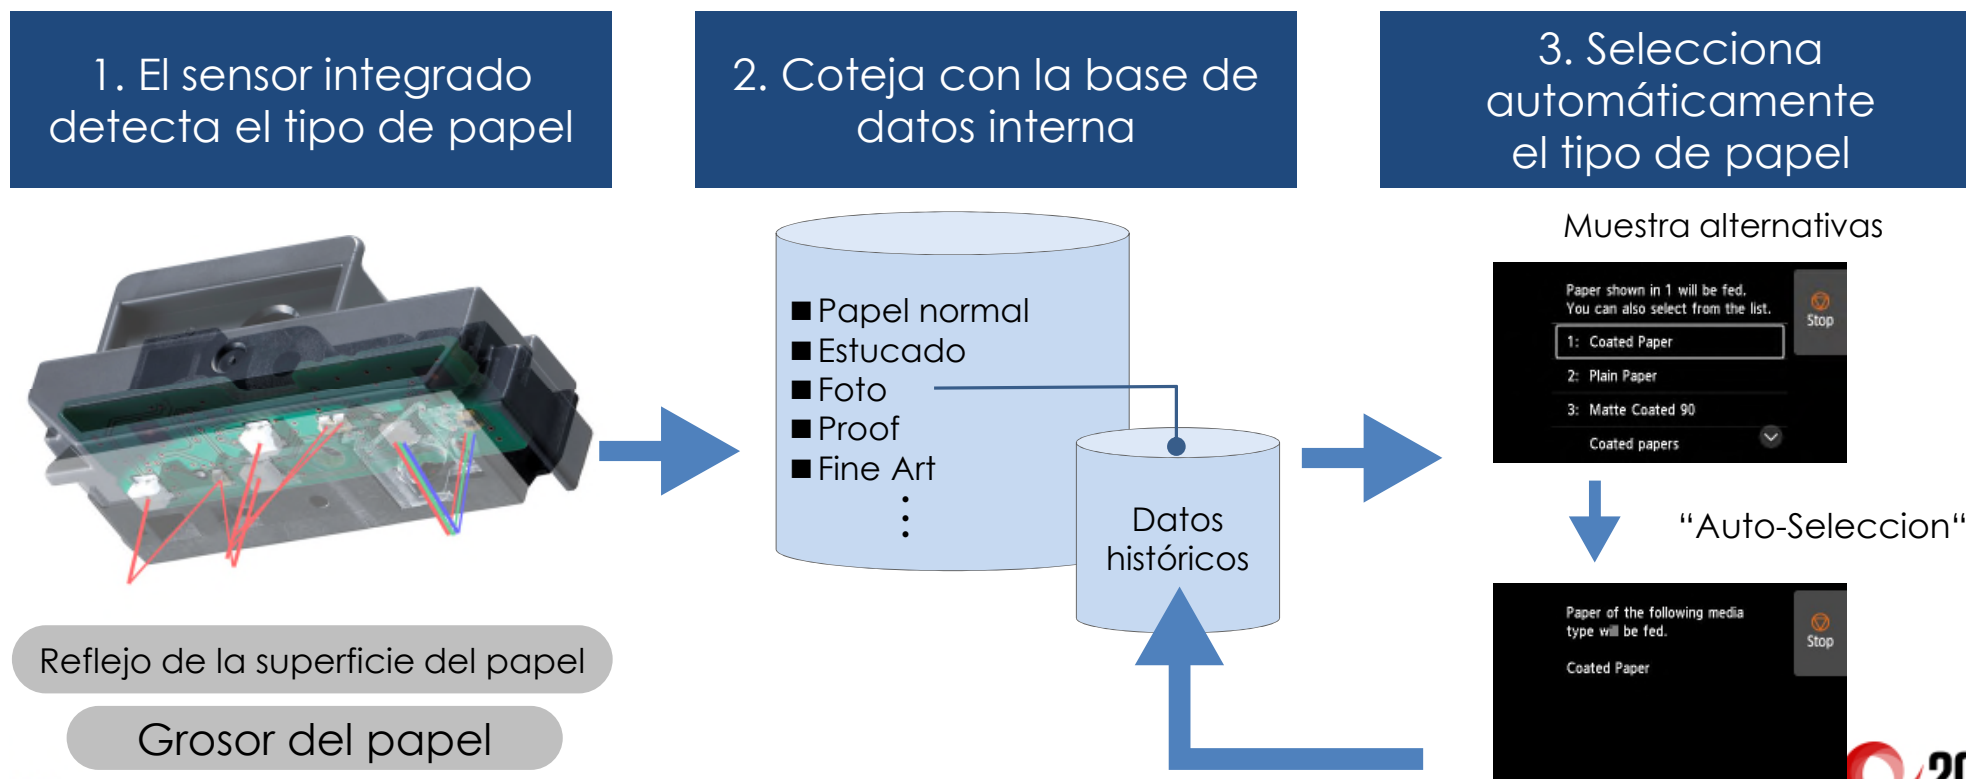 1. El sensor integrado
detecta el tipo de papel
2. Coteja con la base de
datos interna
3. Selecciona
automáticamente
el tipo de papel
Reflejo de la superficie del papel
Grosor del papel
■ Papel normal
■ Estucado
■ Foto
■ Proof
■ Fine Art
Datos
históricos
Muestra alternativas
Paper shown in 1 will be fed.
You can also select from the list.
Stop
1: Coated Paper
2: Plain Paper
3: Matte Coated 90
Coated papers
“Auto-Seleccion“
Paper of the following media
type will be fed.
Stop
Coated Paper